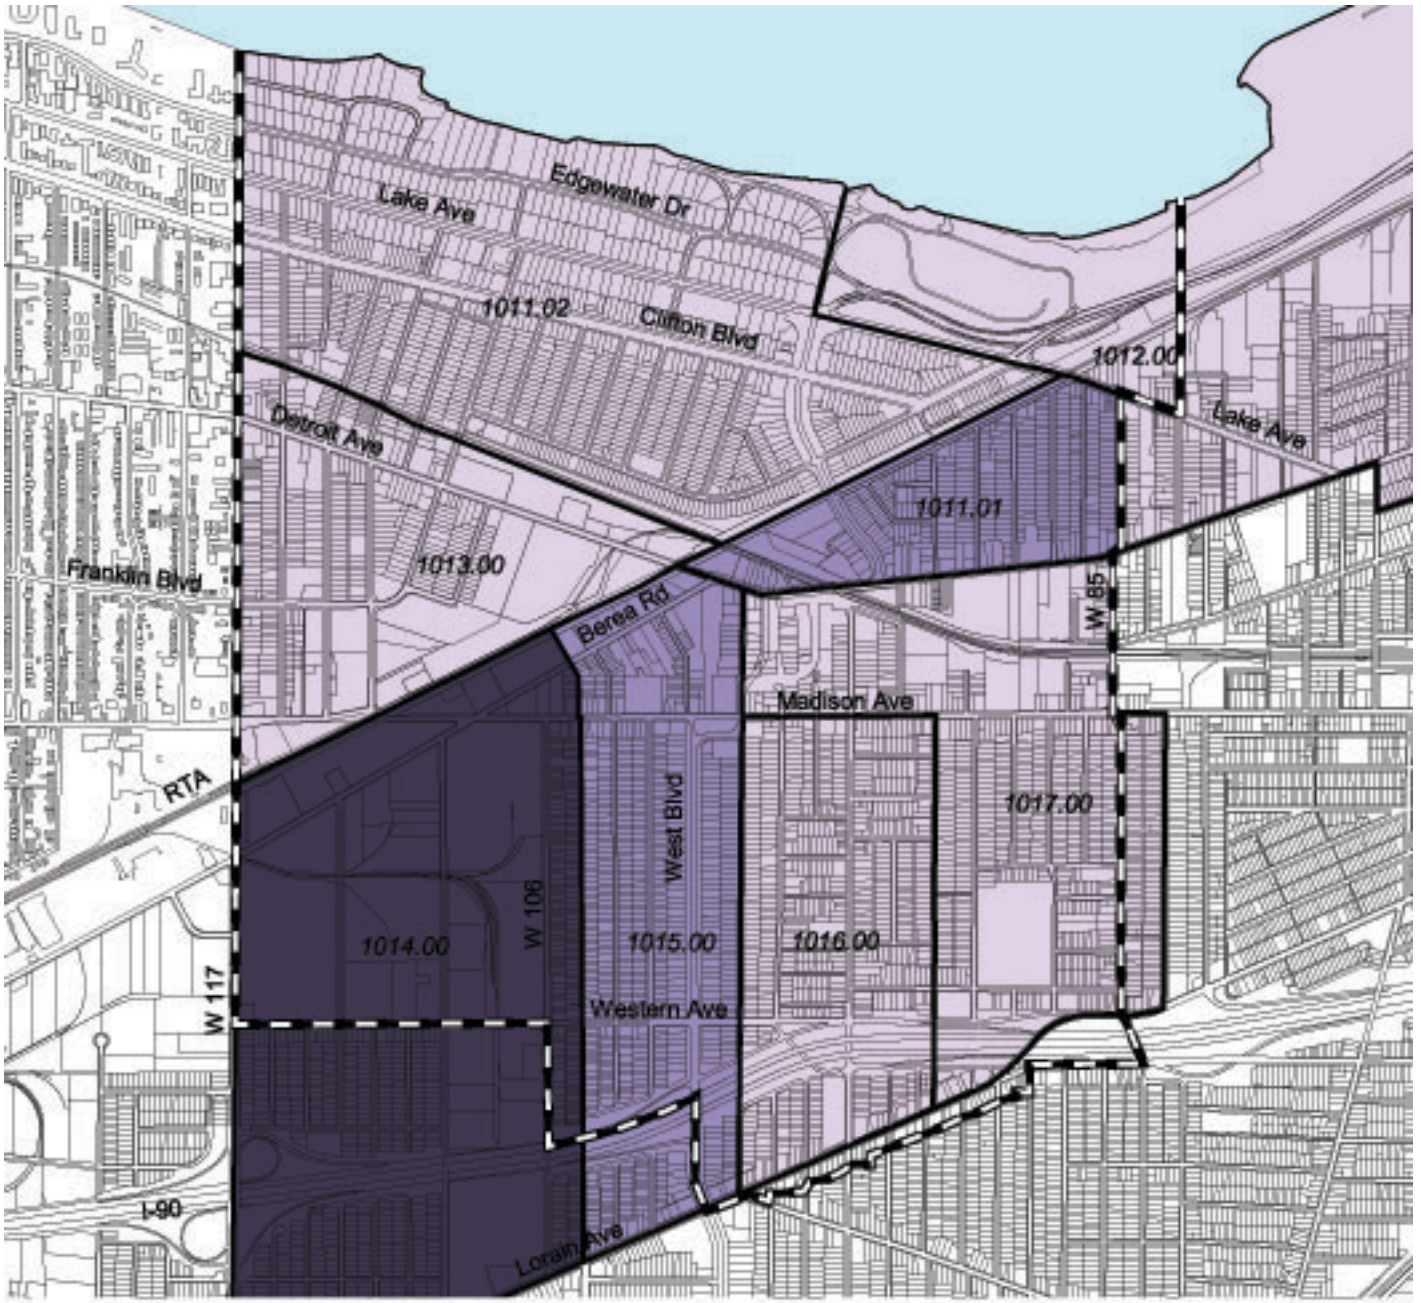 Edgewater Dr
Lake Ave
1011.02
Clifton Blvd
1012.00
Lake Ave
Detroit Ave
1011.01
1013.00
Franklin Blvd
Berea Rd
W 85
Madison Ave
RTA
West Blvd
1017.00
W 106
1014.00
1015.00
1016.00
W 117
Western Ave
I-90
Lorain Ave